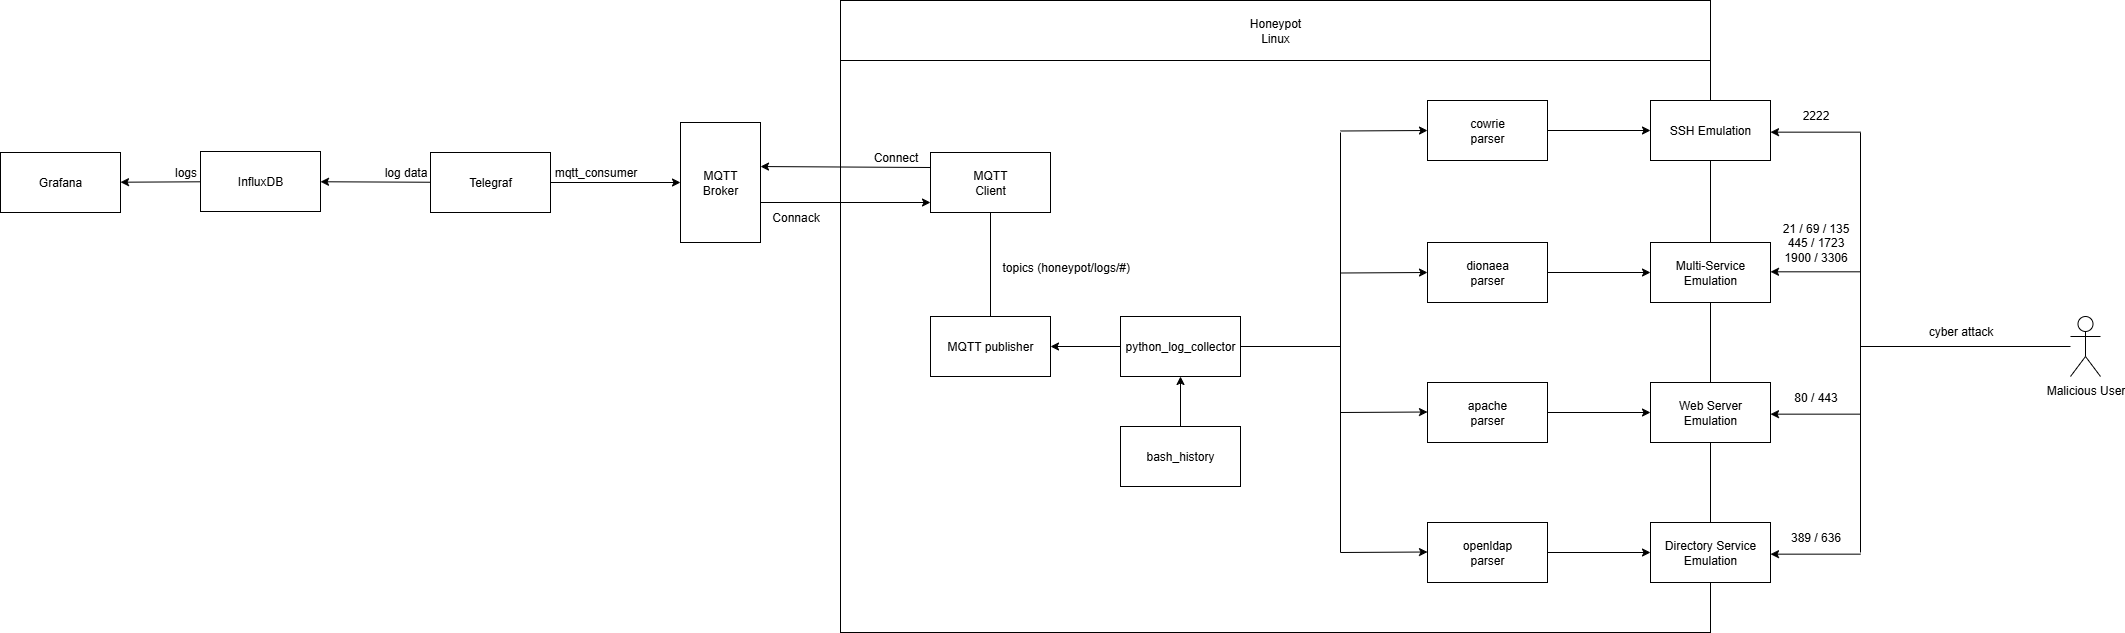 Honeypot
Linux
Grafana
logs
InfluxDB
log data
Telegraf
mqtt_consumer
MQTT
Broker
Connect
Connack
MQTT
Client
topics (honeypot/logs/#)
MQTT publisher
python_log_collector
bash_history
cowrie
parser
SSH Emulation
2222
dionaea
parser
Multi-Service
Emulation
21 / 69 / 135
445 / 1723
1900 / 3306
apache
parser
Web Server
Emulation
80 / 443
openldap
parser
Directory Service
Emulation
389 / 636
cyber attack
Malicious User